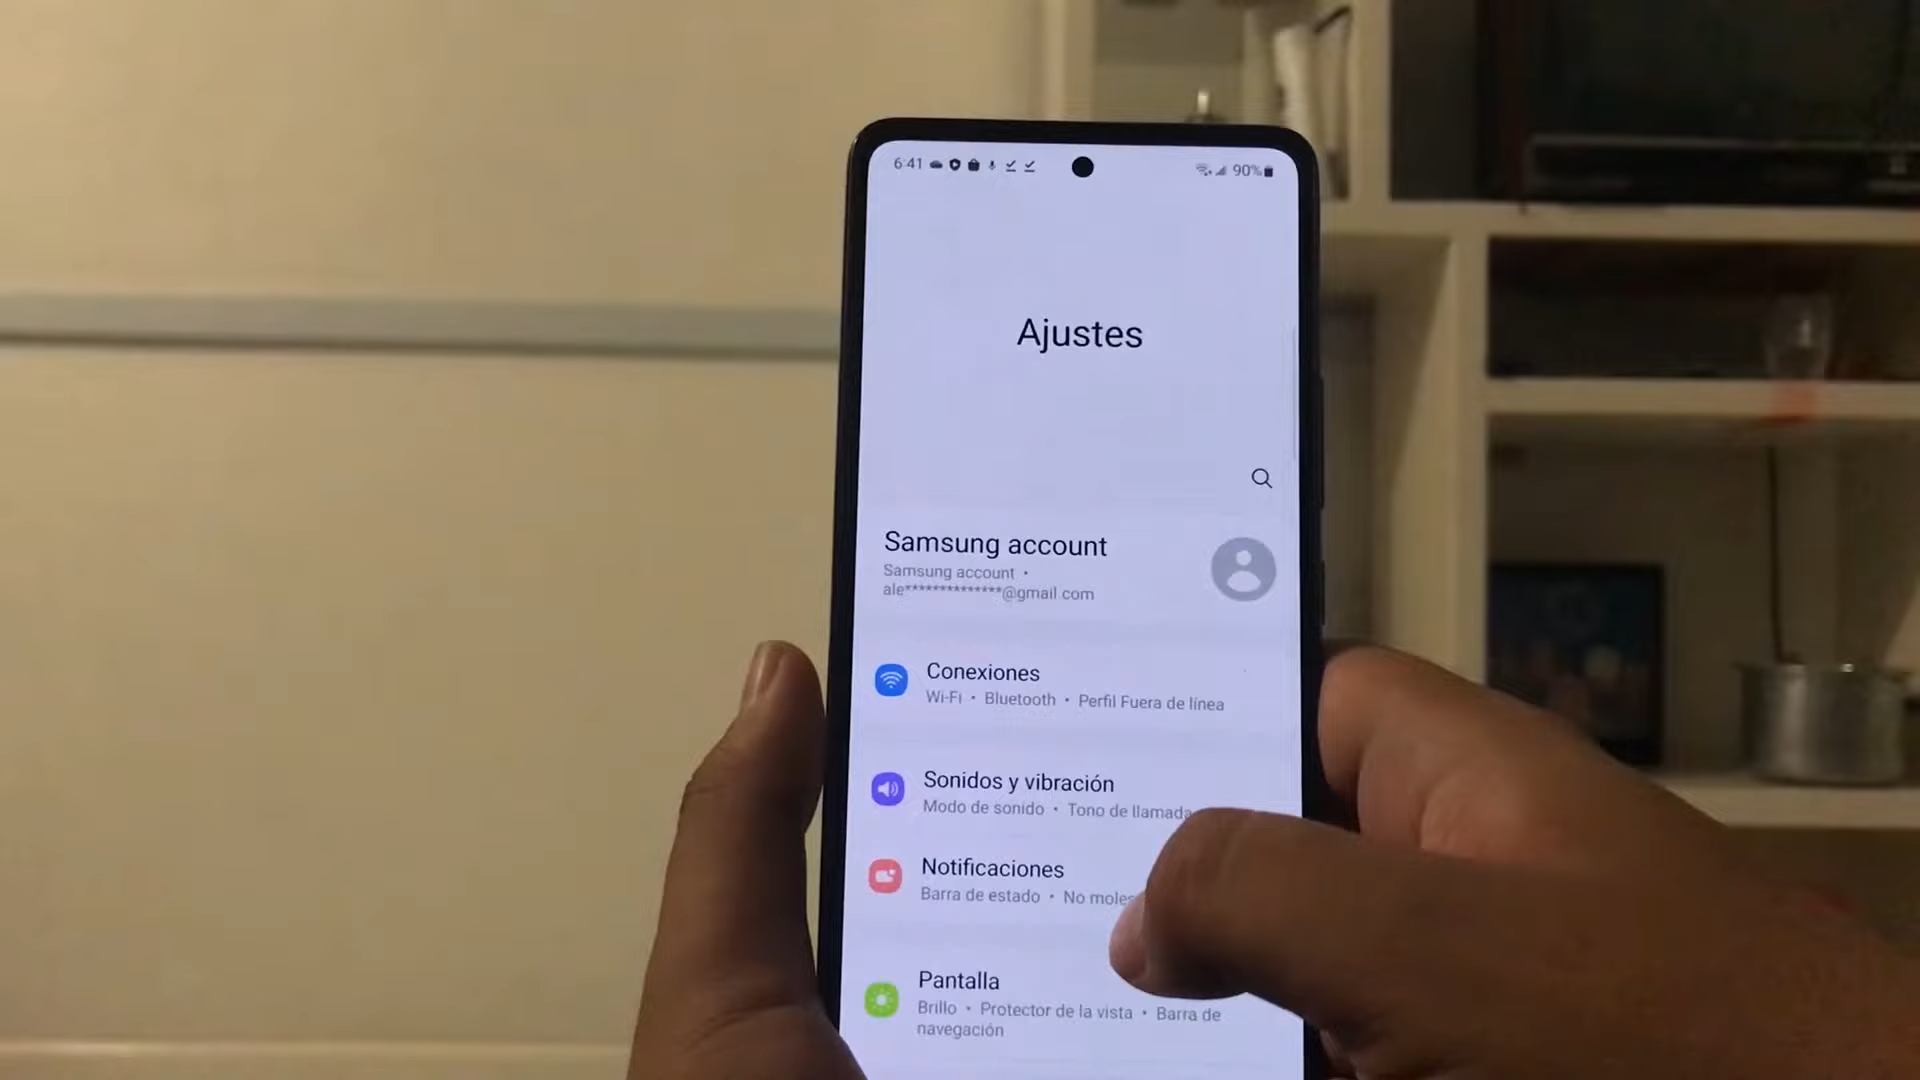 6:41
90%
Ajustes
Samsung account
Samsung account •
ale**************@gmail.com
Conexiones
Wi-Fi • Bluetooth • Perfil Fuera de línea
Sonidos y vibración
Modo de sonido • Tono de llamada
Notificaciones
Barra de estado • No moles
Pantalla
Brillo • Protector de la vista • Barra de
navegación